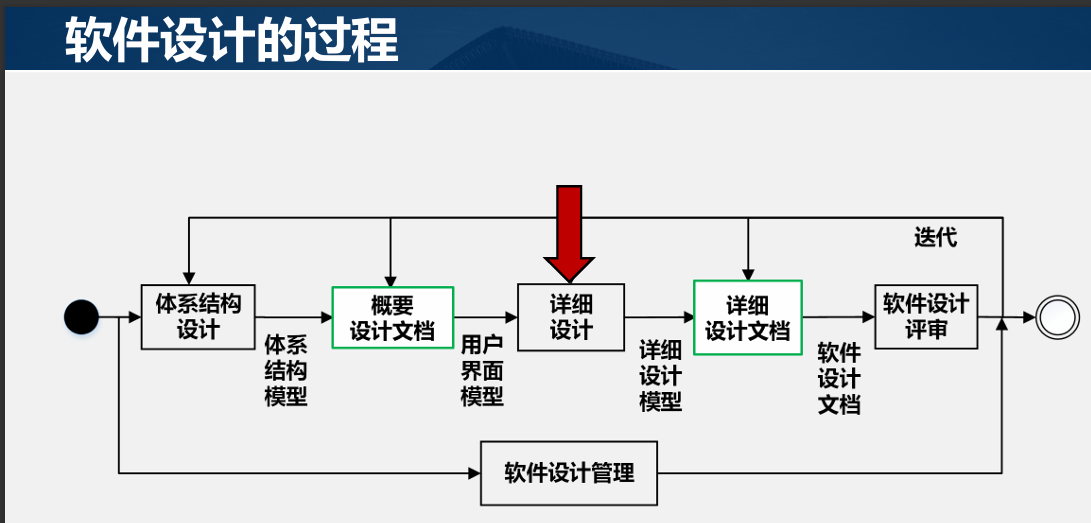 软件设计的过程
迭代
体系结构
设计
概要
设计文档
详细
设计
详细
设计文档
软件设计
评审
体系
结构
模型
用户
界面
模型
详细
设计
模型
软件
设计
文档
软件设计管理